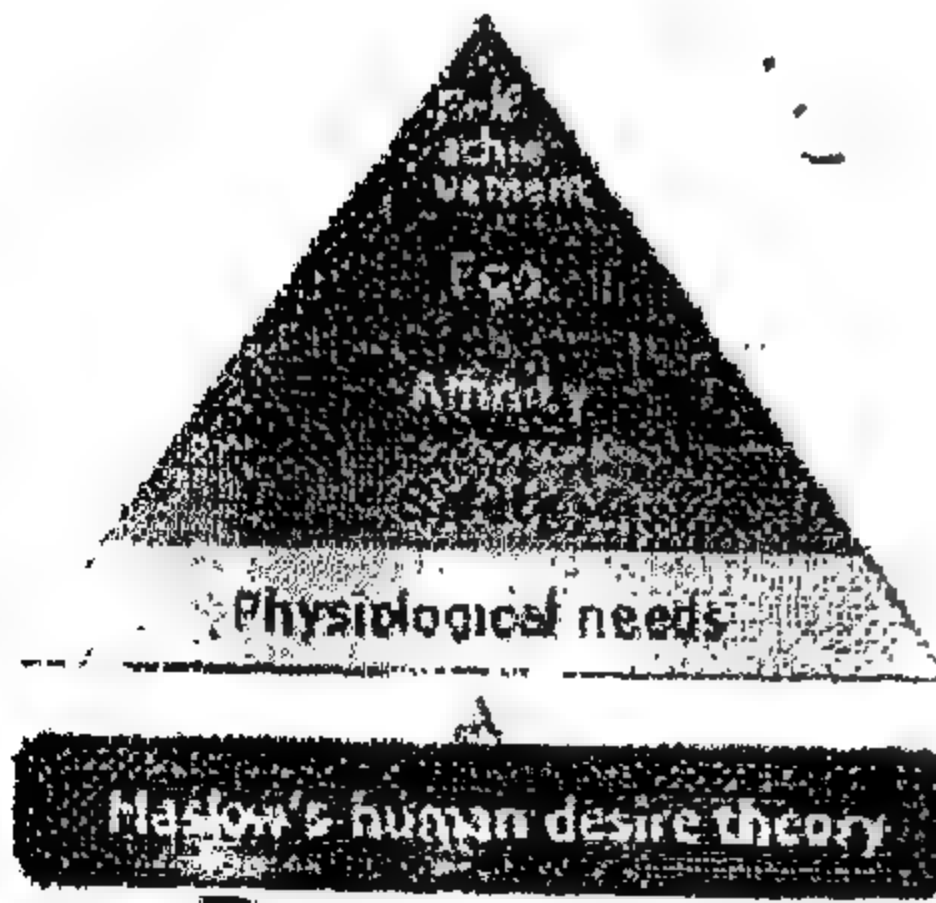 achie
vement
Ego
Affinity
Physiological needs
Maslow's human desire theory